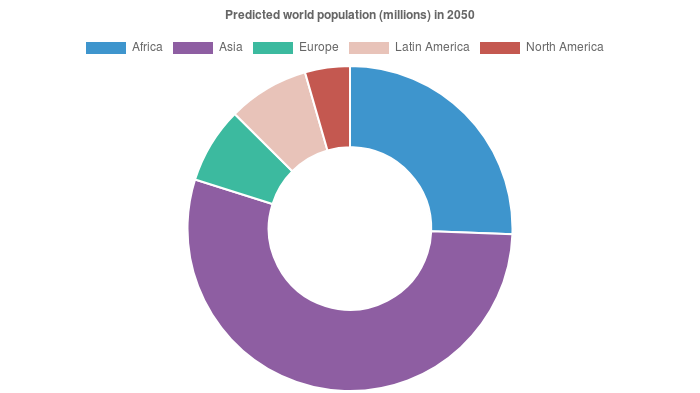 Predicted world population (millions) in 2050
Africa Asia Europe Latin America North America